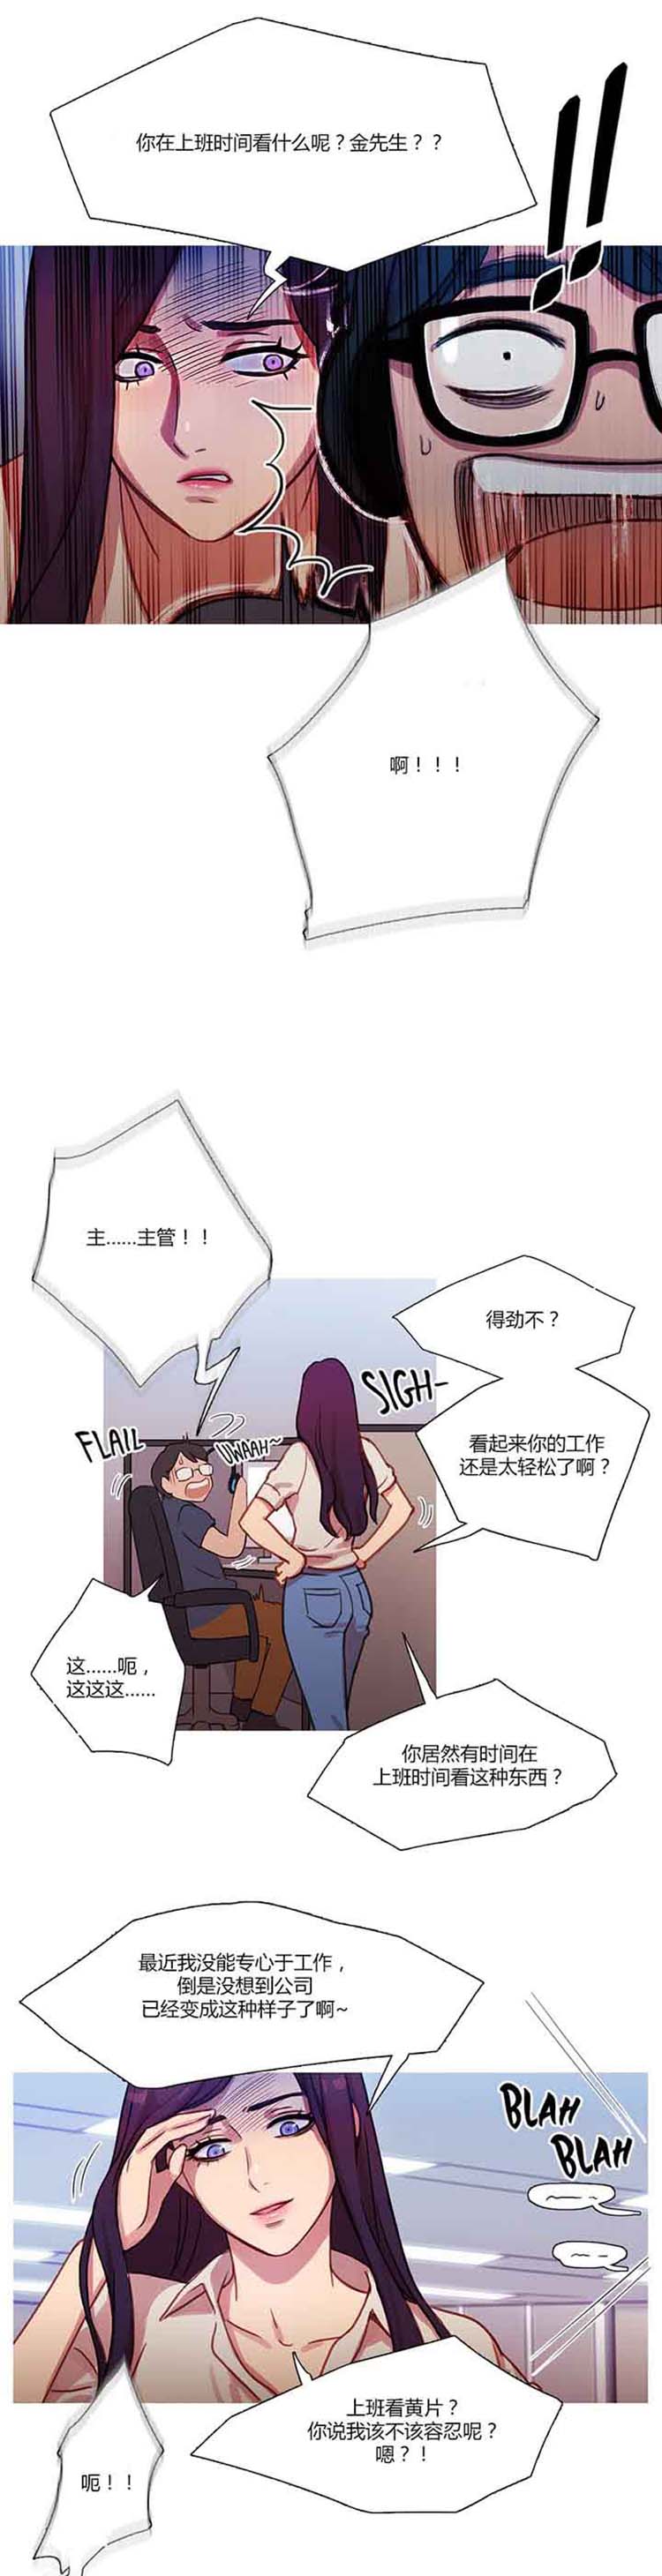 你在上班时间看什么呢？金先生？？
啊！！！
主……主管！！
得劲不？
SIGH-
看起来你的工作
还是太轻松了啊？
FLAIL
UWAAH~
这……呃，
这这这……
你居然有时间在
上班时间看这种东西？
最近我没能专心于工作，
倒是没想到公司
已经变成这种样子了啊~
BLAH
BLAH
上班看黄片？
你说我该不该容忍呢？
嗯？！
呃！！